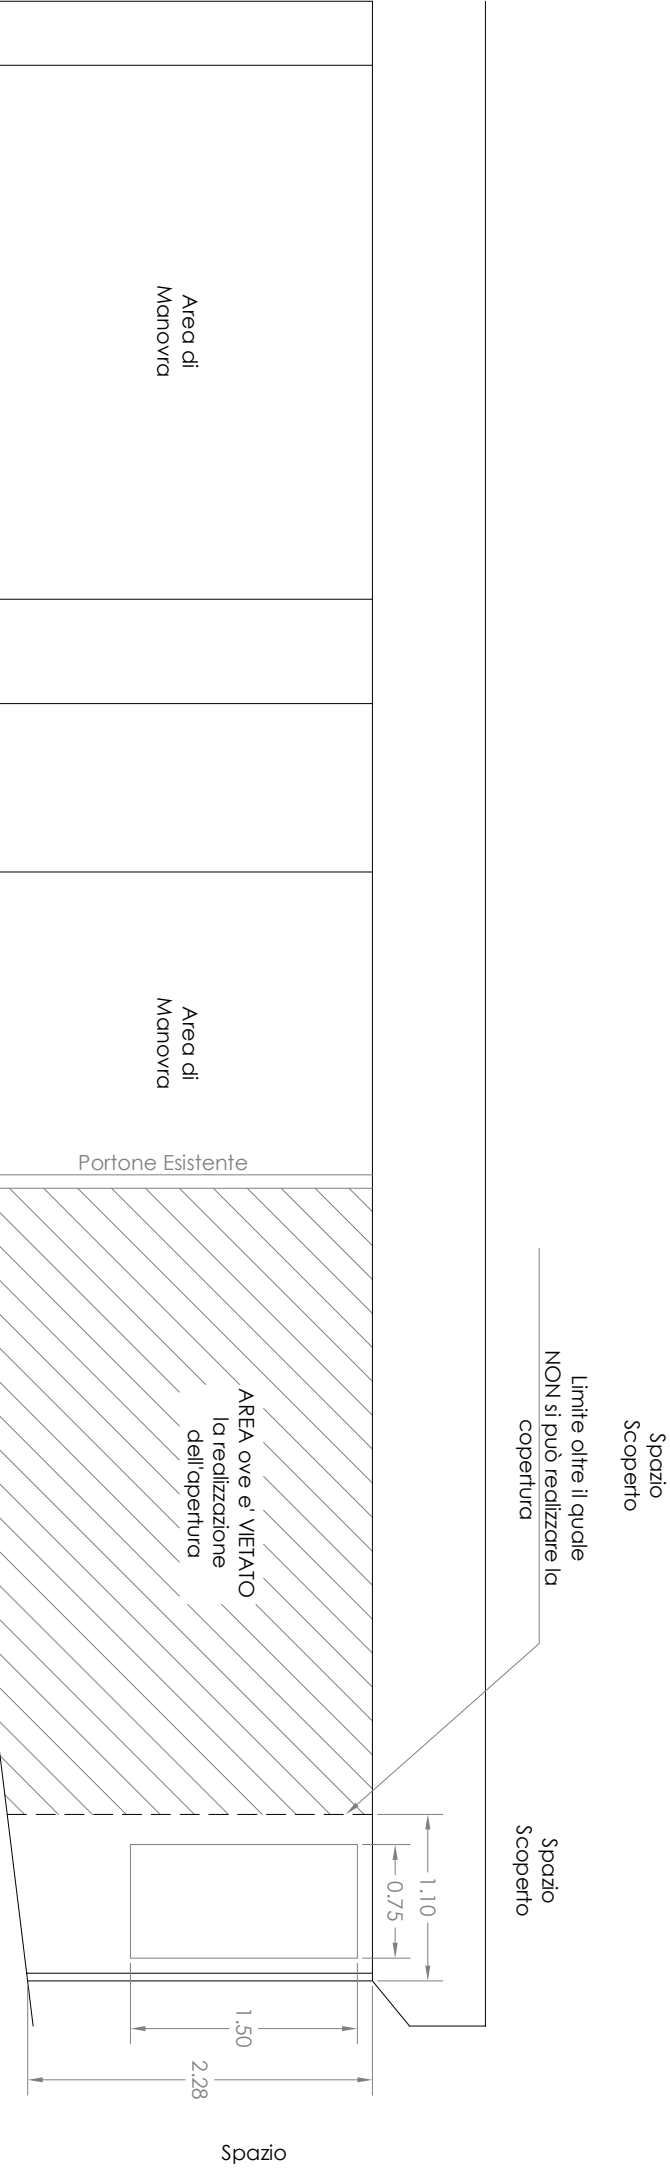 Area di
Manovra
Area di
Manovra
Portone Esistente
Spazio
Scoperto
Limite oltre il quale
NON si può realizzare la
copertura
AREA ove e' VIETATO
la realizzazione
dell'apertura
Spazio
Scoperto
1.10
0.75
1.50
2.28
Spazio